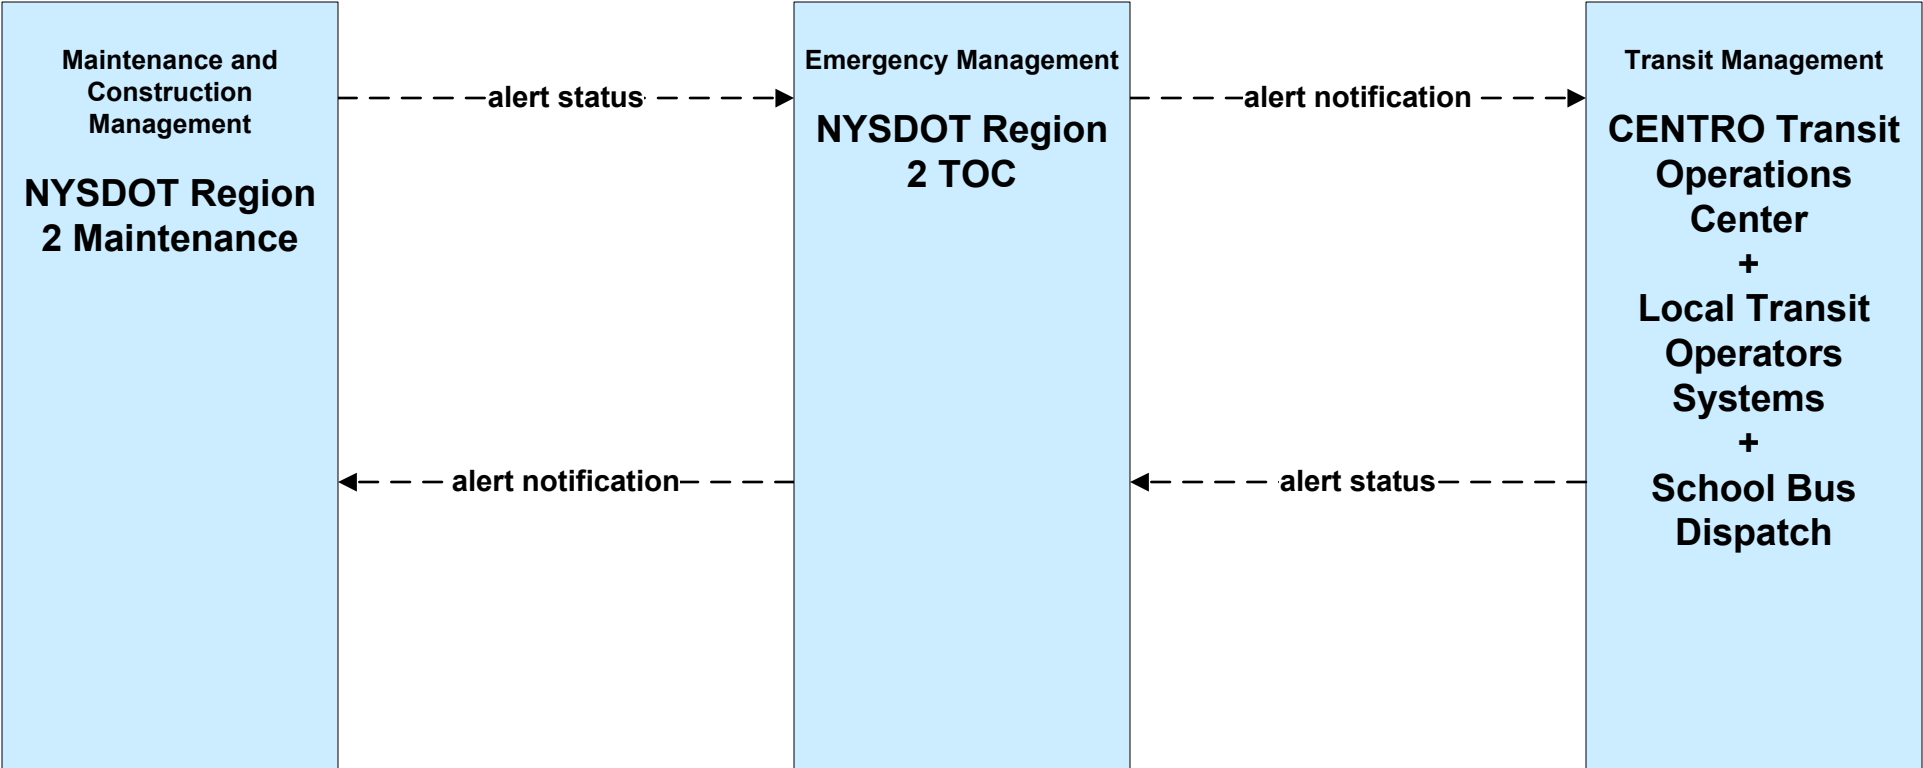 Maintenance and
Construction
Management
NYSDOT Region
2 Maintenance
alert status
alert notification
Emergency Management
NYSDOT Region
2 TOC
alert notification
alert status
Transit Management
CENTRO Transit
Operations
Center
+
Local Transit
Operators
Systems
+
School Bus
Dispatch